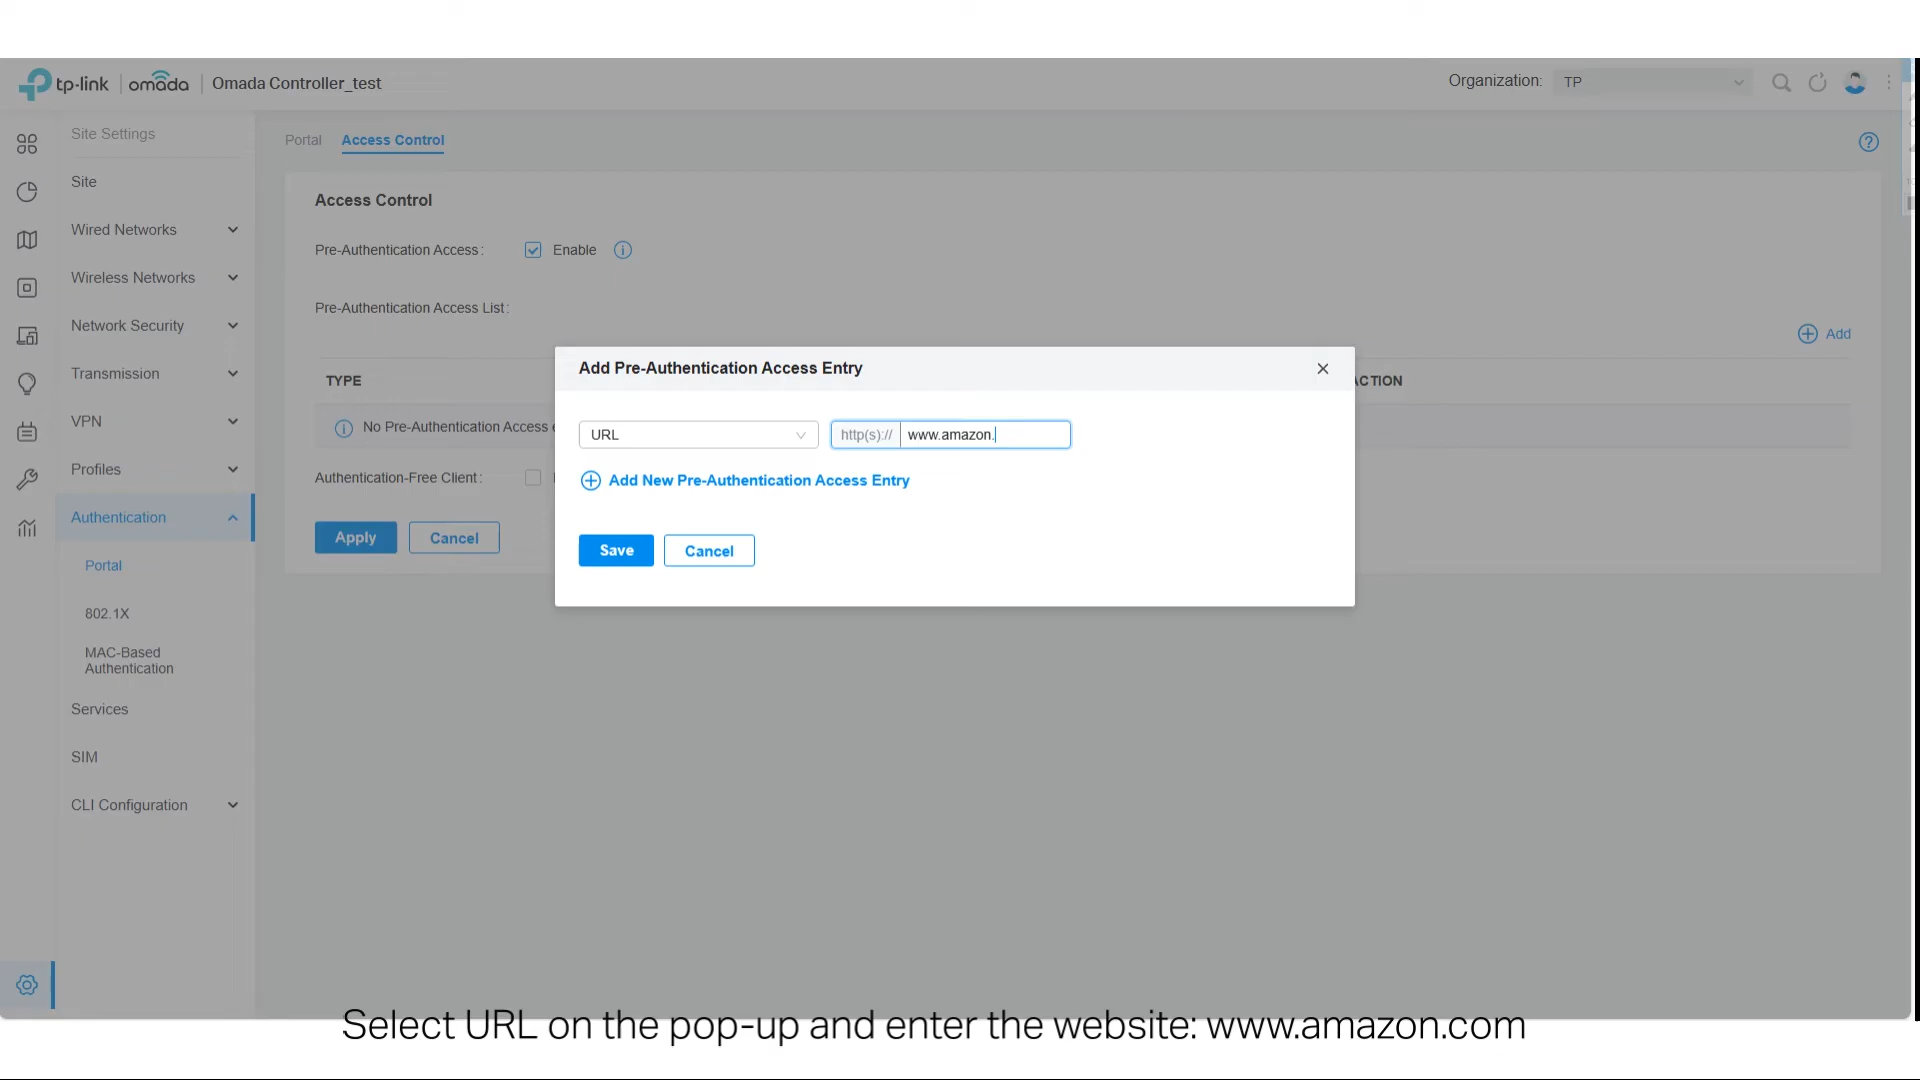 tp-link | omada | Omada Controller_test
Organization: TP
Site Settings
Site
Wired Networks
Wireless Networks
Network Security
Transmission
VPN
Profiles
Authentication
Portal
802.1X
MAC-Based
Authentication
Services
SIM
CLI Configuration
Portal Access Control
Access Control
Pre-Authentication Access: Enable
Pre-Authentication Access List:
Add
TYPE
ACTION
No Pre-Authentication Access
Authentication-Free Client:
Apply Cancel
Add Pre-Authentication Access Entry
URL http(s):// www.amazon.
Add New Pre-Authentication Access Entry
Save Cancel
Select URL on the pop-up and enter the website: www.amazon.com